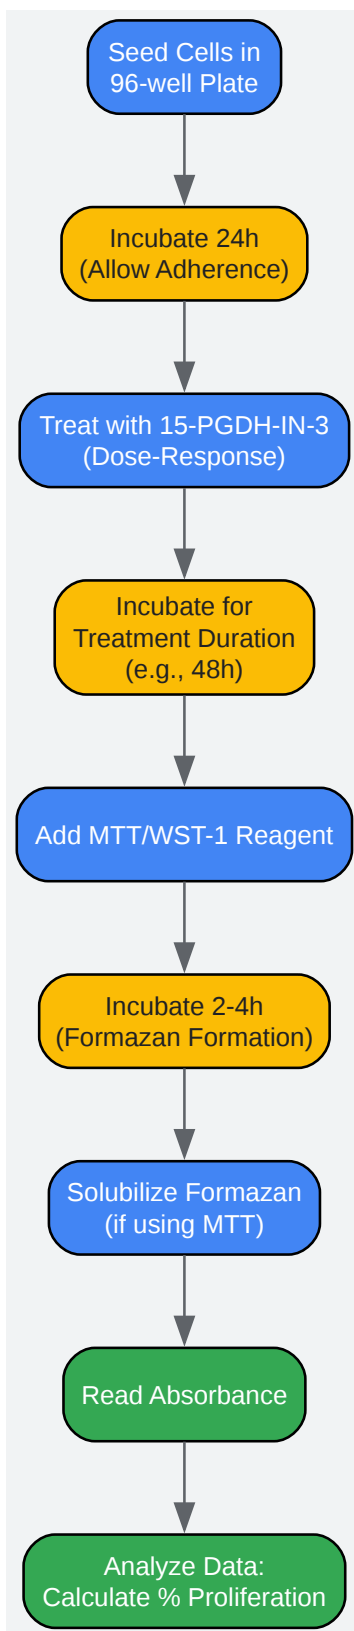 Seed Cells in
96-well Plate
Incubate 24h
(Allow Adherence)
Treat with 15-PGDH-IN-3
(Dose-Response)
Incubate for
Treatment Duration
(e.g., 48h)
Add MTT/WST-1 Reagent
Incubate 2-4h
(Formazan Formation)
Solubilize Formazan
(if using MTT)
Read Absorbance
Analyze Data:
Calculate % Proliferation